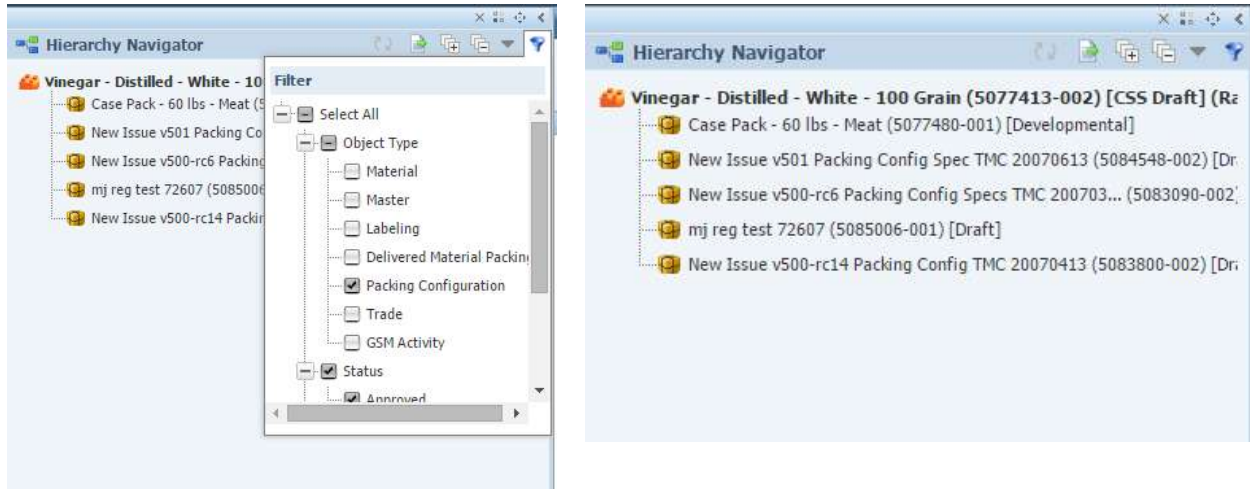 Hierarchy Navigator
Vinegar - Distilled - White - 10
Case Pack - 60 lbs - Meat (5
New Issue v501 Packing Co
New Issue v500-rc6 Packing
mj reg test 72607 (5085006
New Issue v500-rc14 Packin
Filter
Select All
Object Type
Material
Master
Labeling
Delivered Material Packing
Packing Configuration
Trade
GSM Activity
Status
Approved
Hierarchy Navigator
Vinegar - Distilled - White - 100 Grain (5077413-002) [CSS Draft] (Ra
Case Pack - 60 lbs - Meat (5077480-001) [Developmental]
New Issue v501 Packing Config Spec TMC 20070613 (5084548-002) [Dr
New Issue v500-rc6 Packing Config Specs TMC 200703... (5083090-002)
mj reg test 72607 (5085006-001) [Draft]
New Issue v500-rc14 Packing Config TMC 20070413 (5083800-002) [Dra